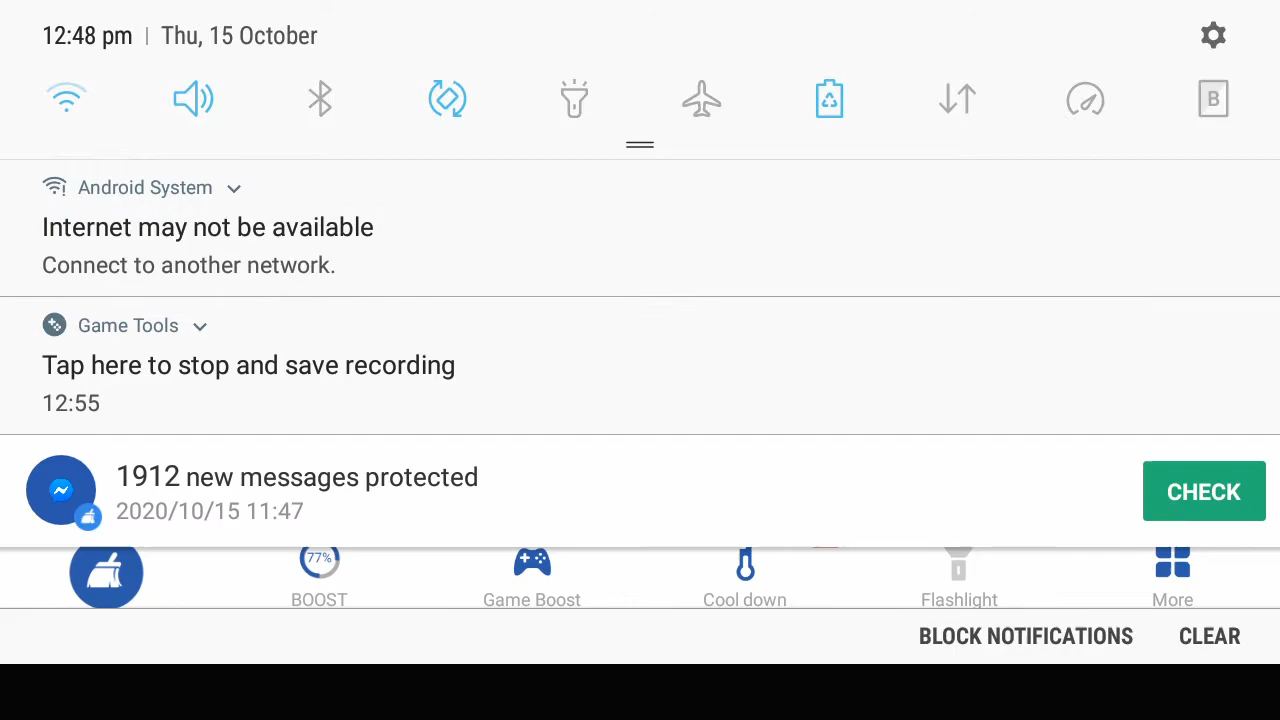 12:48 pm | Thu, 15 October
B
Android System
Internet may not be available
Connect to another network.
Game Tools
Tap here to stop and save recording
12:55
1912 new messages protected
2020/10/15 11:47
CHECK
77%
BOOST
Game Boost
Cool down
Flashlight
More
BLOCK NOTIFICATIONS
CLEAR